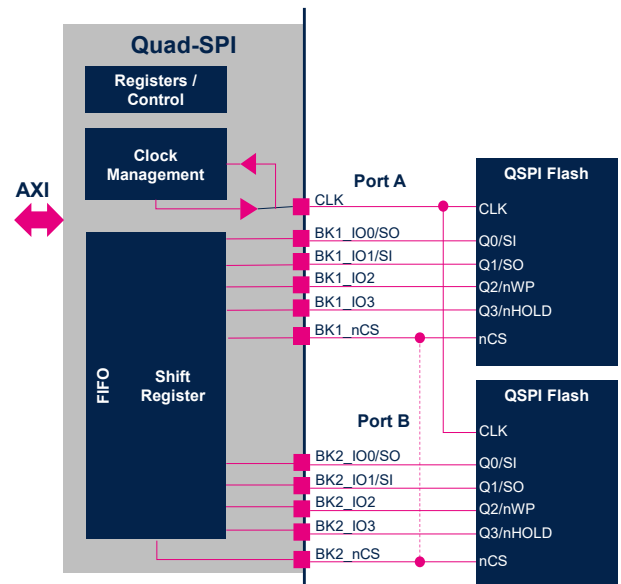 Quad-SPI
Registers /
Control
Clock
Management
AXI
FIFO
Shift
Register
Port A
CLK
BK1_IO0/SO
BK1_IO1/SI
BK1_IO2
BK1_IO3
BK1_nCS
QSPI Flash
CLK
Q0/SI
Q1/SO
Q2/nWP
Q3/nHOLD
nCS
Port B
BK2_IO0/SO
BK2_IO1/SI
BK2_IO2
BK2_IO3
BK2_nCS
QSPI Flash
CLK
Q0/SI
Q1/SO
Q2/nWP
Q3/nHOLD
nCS